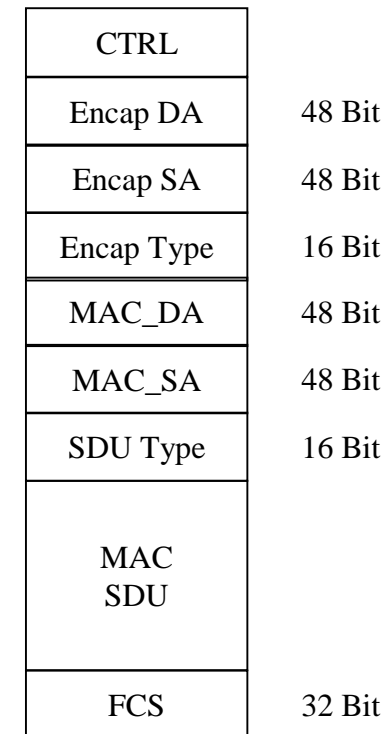 CTRL
Encap DA 48 Bit
Encap SA 48 Bit
Encap Type 16 Bit
MAC_DA 48 Bit
MAC_SA 48 Bit
SDU Type 16 Bit
MAC
SDU
FCS 32 Bit